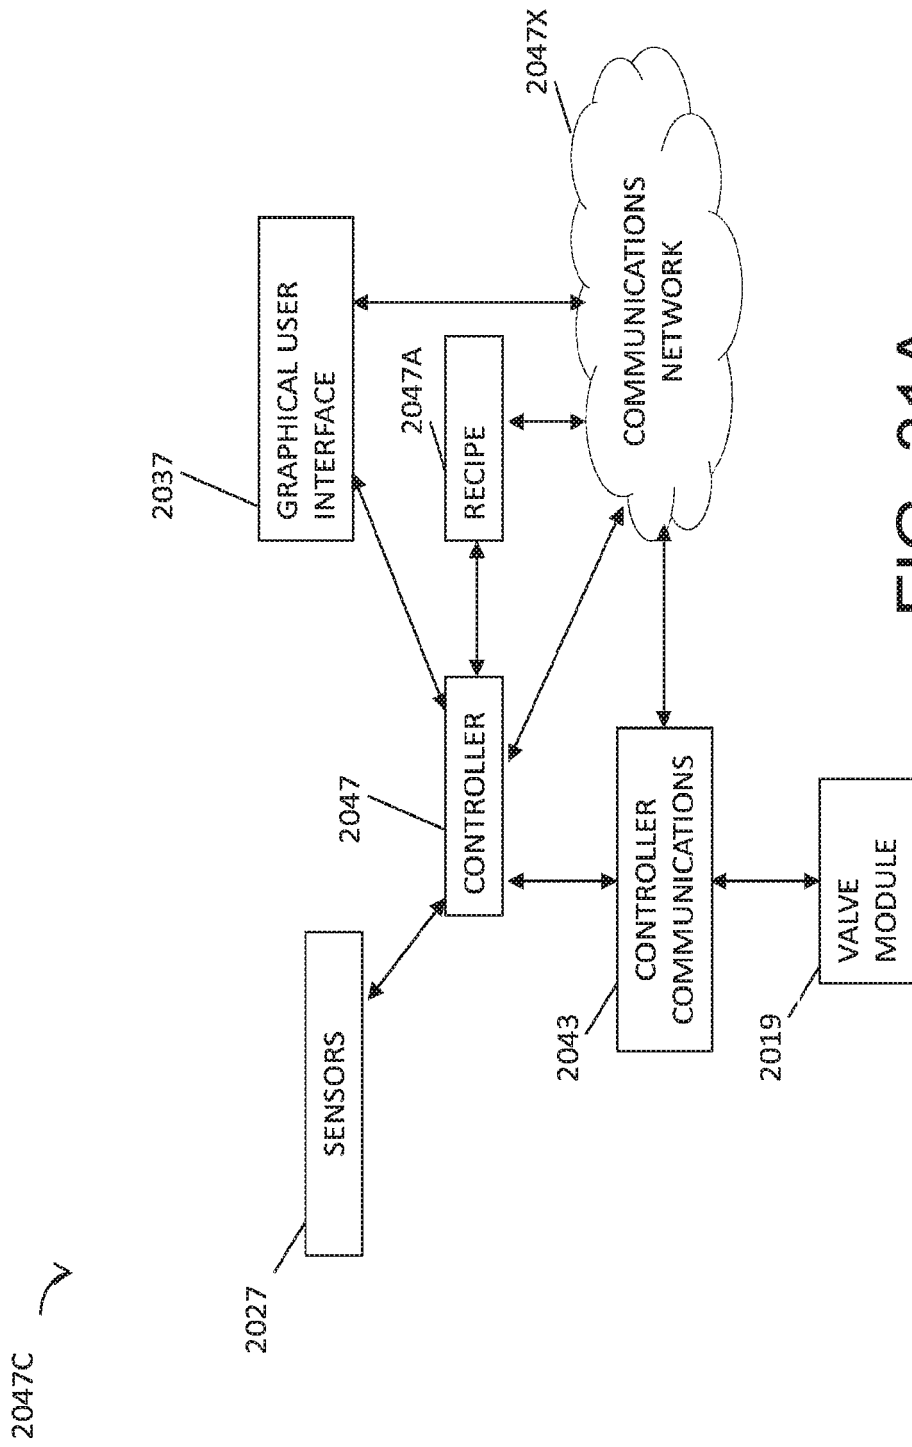 2047C
2037
2027
GRAPHICAL USER
INTERFACE
SENSORS
2047
2047A
CONTROLLER
RECIPE
2047X
2043
CONTROLLER
COMMUNICATIONS
COMMUNICATIONS
NETWORK
2019
VALVE
MODULE
FIG.